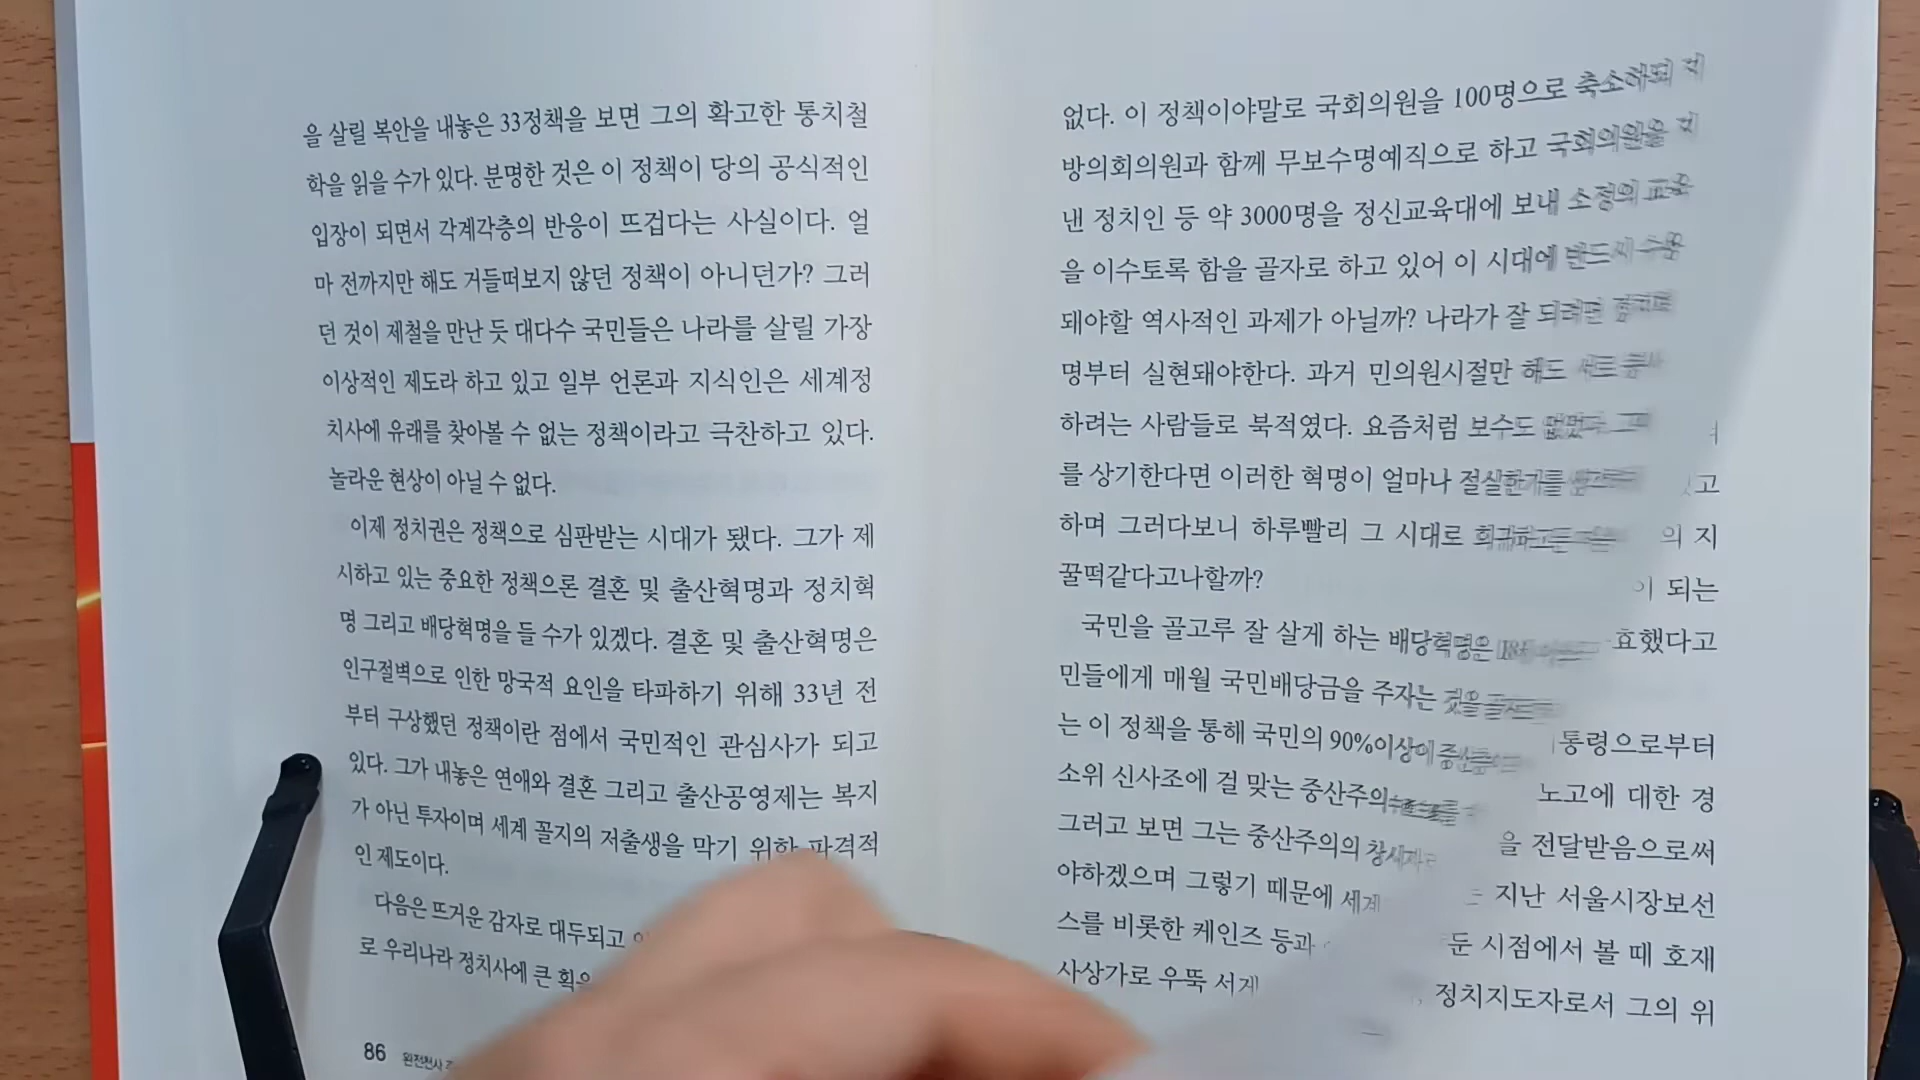 을 살릴 복안을 내놓은 33정책을 보면 그의 확고한 통치철
학을 읽을 수가 있다. 분명한 것은 이 정책이 당의 공식적인
입장이 되면서 각계각층의 반응이 뜨겁다는 사실이다. 얼
마 전까지만 해도 거들떠보지 않던 정책이 아니던가? 그러
던 것이 제철을 만난 듯 대다수 국민들은 나라를 살릴 가장
이상적인 제도라 하고 있고 일부 언론과 지식인은 세계정
치사에 유래를 찾아볼 수 없는 정책이라고 극찬하고 있다.
놀라운 현상이 아닐 수 없다.
이제 정치권은 정책으로 심판받는 시대가 됐다. 그가 제
시하고 있는 중요한 정책으론 결혼 및 출산혁명과 정치혁
명 그리고 배당혁명을 들 수가 있겠다. 결혼 및 출산혁명은
인구절벽으로 인한 망국적 요인을 타파하기 위해 33년 전
부터 구상했던 정책이란 점에서 국민적인 관심사가 되고
있다. 그가 내놓은 연애와 결혼 그리고 출산공영제는 복지
가 아닌 투자이며 세계 꼴지의 저출생을 막기 위한 파격적
인 제도이다.
다음은 뜨거운 감자로 대두되고
로 우리나라 정치사에 큰 획을
86 완전천사
없다. 이 정책이야말로 국회의원을 100명으로 축소하되
방의회의원과 함께 무보수명예직으로 하고 국회의원을
낸 정치인 등 약 3000명을 정신교육대에 보내 소정의 교육
을 이수토록 함을 골자로 하고 있어 이 시대에 반드시
돼야할 역사적인 과제가 아닐까? 나라가 잘 되려면
명부터 실현돼야한다. 과거 민의원시절만 해도 서로
하려는 사람들로 북적였다. 요즘처럼 보수도 없었다.
를 상기한다면 이러한 혁명이 얼마나 절실한가를 고
하며 그러다보니 하루빨리 그 시대로 의 지
꿀떡같다고나할까? 이 되는
국민을 골고루 잘 살게 하는 배당혁명은 효했다고
민들에게 매월 국민배당금을 주자는 것을
는 이 정책을 통해 국민의 90%이상이 통령으로부터
소위 신사조에 걸 맞는 중산주의 노고에 대한 경
그러고 보면 그는 중산주의의 을 전달받음으로써
야하겠으며 그렇기 때문에 세계 지난 서울시장보선
스를 비롯한 케인즈 등과 둔 시점에서 볼 때 호재
사상가로 우뚝 서게 정치지도자로서 그의 위